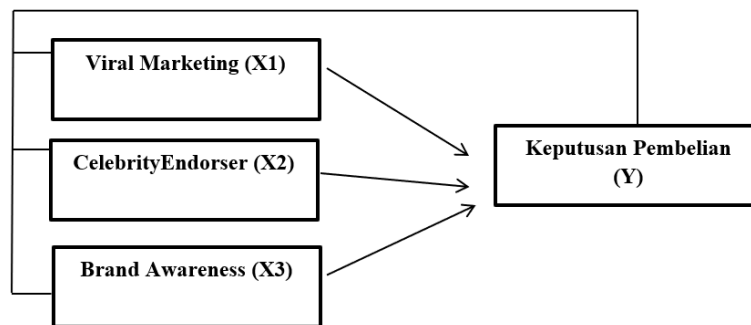 Viral Marketing (X1)
CelebrityEndorser (X2)
Brand Awareness (X3)
Keputusan Pembelian
(Y)